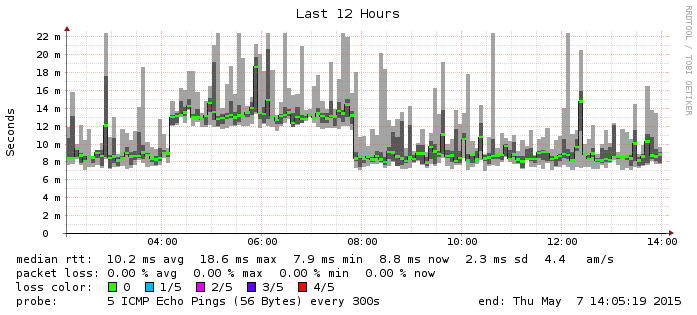 Last 12 Hours
RRDTOOL / TOBI OETIKER
Seconds
22 m
20 m
18 m
16 m
14 m
12 m
10 m
8 m
6 m
4 m
2 m
0
04:00 06:00 08:00 10:00 12:00 14:00
median rtt: 10.2 ms avg 18.6 ms max 7.9 ms min 8.8 ms now 2.3 ms sd 4.4 am/s
packet loss: 0.00 % avg 0.00 % max 0.00 % min 0.00 % now
loss color: 0 1/5 2/5 3/5 4/5
probe: 5 ICMP Echo Pings (56 Bytes) every 300s end: Thu May 7 14:05:19 2015